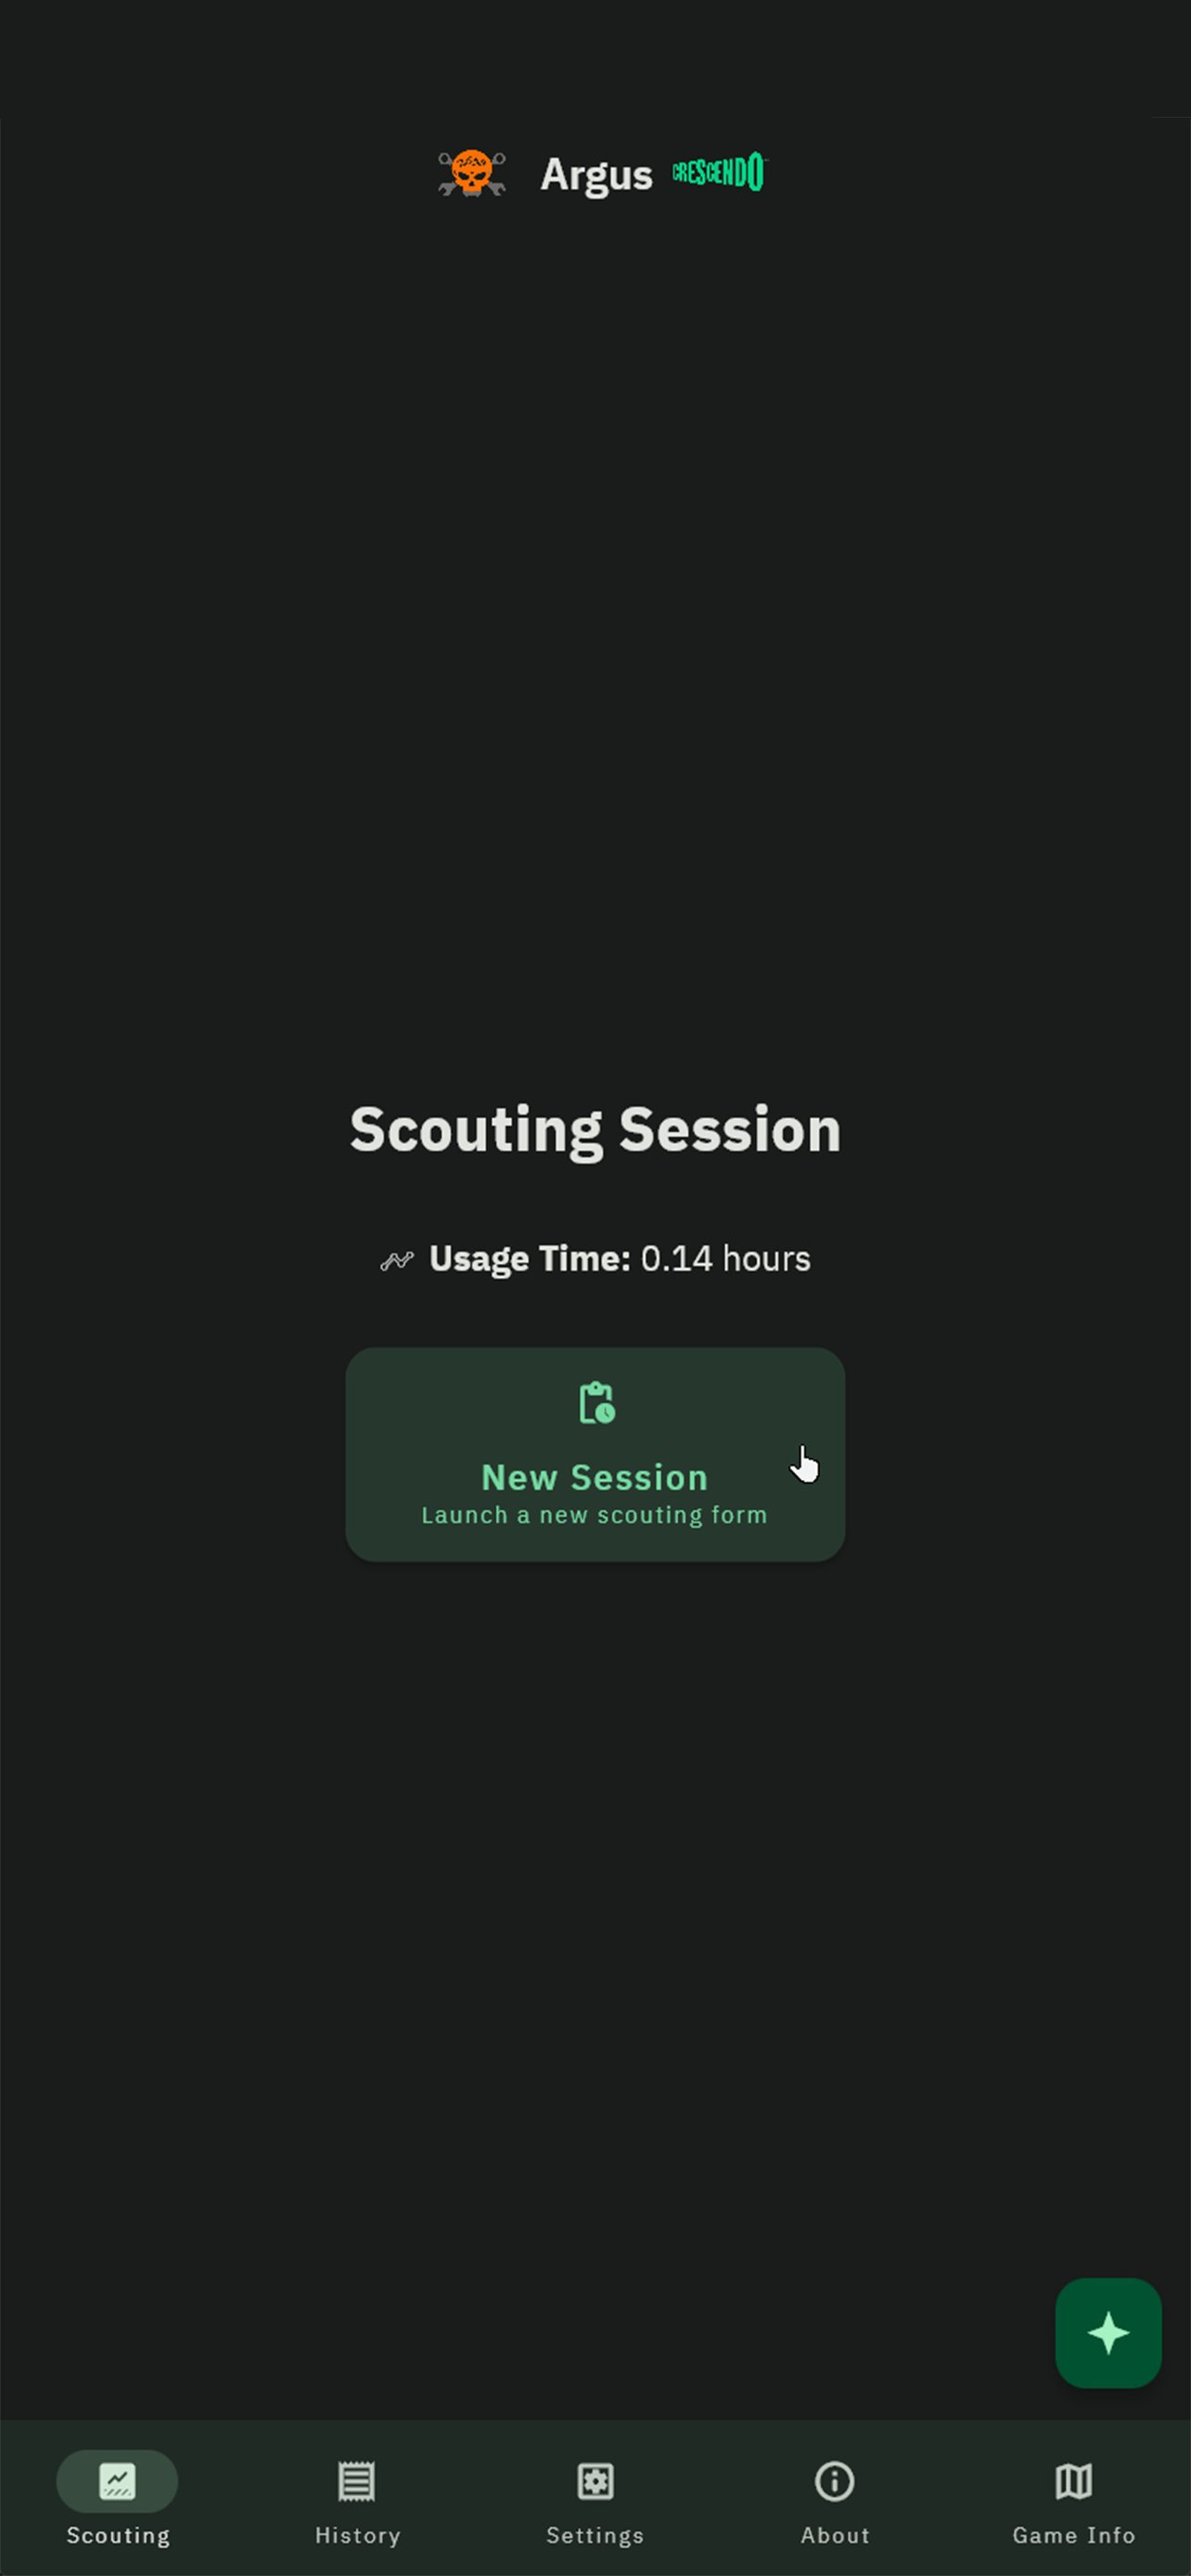 Argus CRESCENDO
Scouting Session
Usage Time: 0.14 hours
New Session
Launch a new scouting form
Scouting History Settings About Game Info